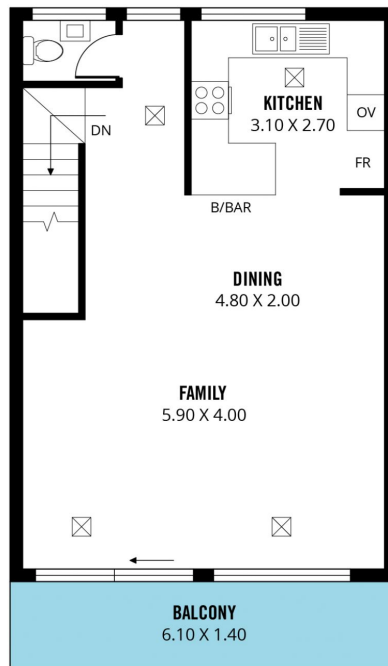 KITCHEN
3.10 X 2.70
OV
DN
FR
B/BAR
DINING
4.80 X 2.00
FAMILY
5.90 X 4.00
BALCONY
6.10 X 1.40